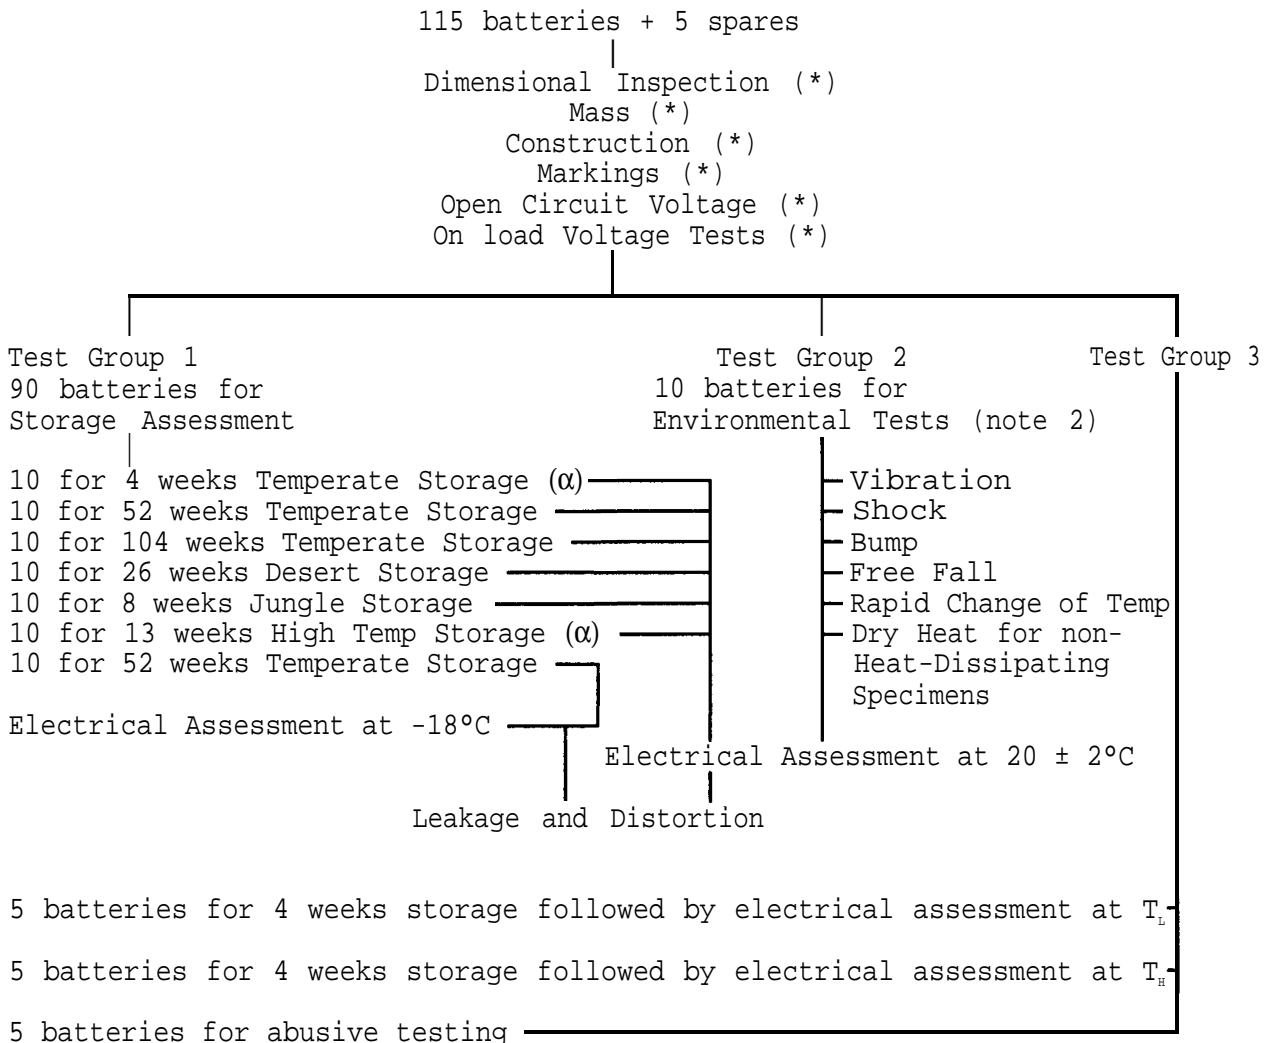 115 batteries + 5 spares
Dimensional Inspection (*)
Mass (*)
Construction (*)
Markings (*)
Open Circuit Voltage (*)
On load Voltage Tests (*)
Test Group 1
90 batteries for
Storage Assessment
10 for 4 weeks Temperate Storage (α)
10 for 52 weeks Temperate Storage
10 for 104 weeks Temperate Storage
10 for 26 weeks Desert Storage
10 for 8 weeks Jungle Storage
10 for 13 weeks High Temp Storage (α)
10 for 52 weeks Temperate Storage
Electrical Assessment at -18°C
Test Group 2
10 batteries for
Environmental Tests (note 2)
Vibration
Shock
Bump
Free Fall
Rapid Change of Temp
Dry Heat for non-
Heat-Dissipating
Specimens
Electrical Assessment at 20 ± 2°C
Leakage and Distortion
Test Group 3
5 batteries for 4 weeks storage followed by electrical assessment at T_L
5 batteries for 4 weeks storage followed by electrical assessment at T_H
5 batteries for abusive testing